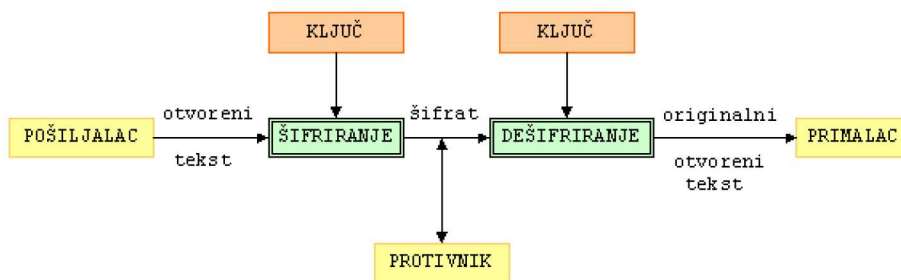 KLJUČ
KLJUČ
otvoreni
šifrat
originalni
POŠILJALAC
ŠIFRIRANJE
DEŠIFRIRANJE
PRIMALAC
tekst
otvoreni
tekst
PROTIVNIK